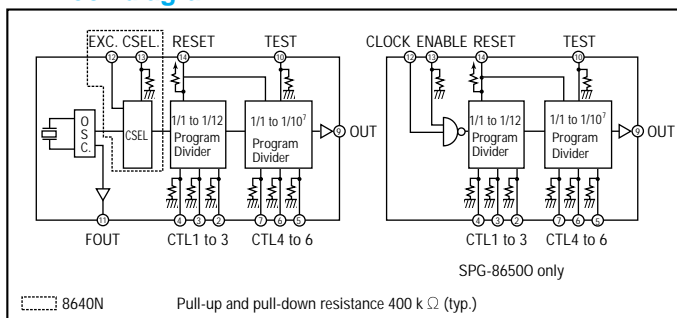 EXC. CSEL. RESET TEST
12 13 14 10
O
S
C.
CSEL
1/1 to 1/12
Program
Divider
1/1 to 1/10⁷
Program
Divider
9 OUT
11 4 3 2 7 6 5
FOUT CTL1 to 3 CTL4 to 6
CLOCK ENABLE RESET TEST
12 13 14 10
1/1 to 1/12
Program
Divider
1/1 to 1/10⁷
Program
Divider
9 OUT
4 3 2 7 6 5
CTL1 to 3 CTL4 to 6
SPG-8650O only
8640N Pull-up and pull-down resistance 400 k Ω (typ.)